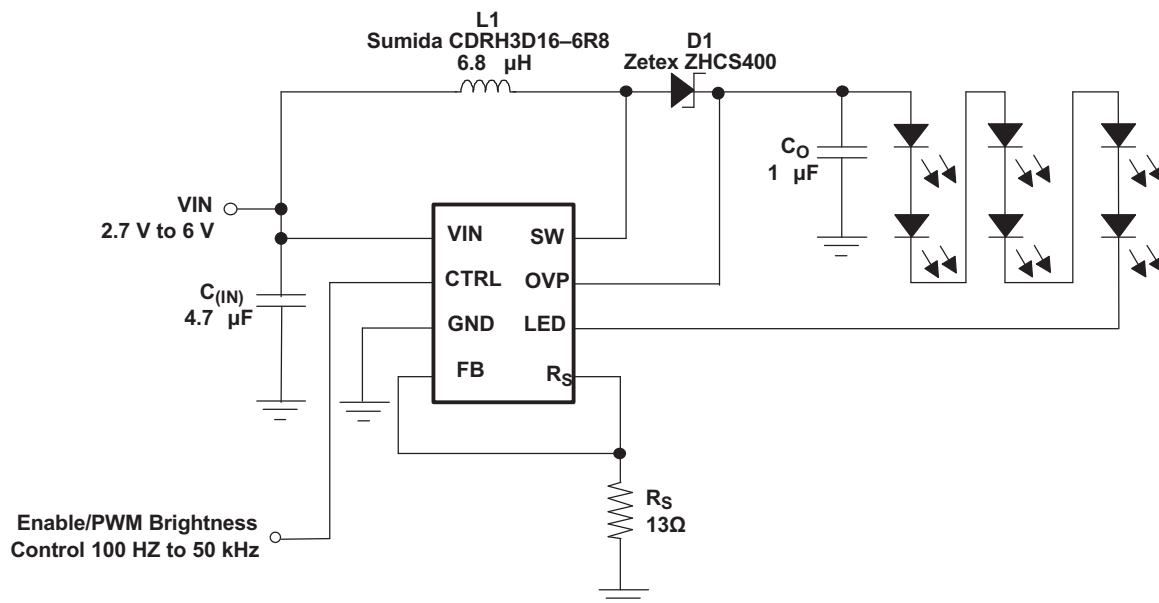 L1
Sumida CDRH3D16–6R8
6.8 µH
D1
Zetex ZHCS400
CO
1 µF
VIN
2.7 V to 6 V
C(IN)
4.7 µF
VIN
SW
CTRL
OVP
GND
LED
FB
RS
RS
13Ω
Enable/PWM Brightness
Control 100 HZ to 50 kHz